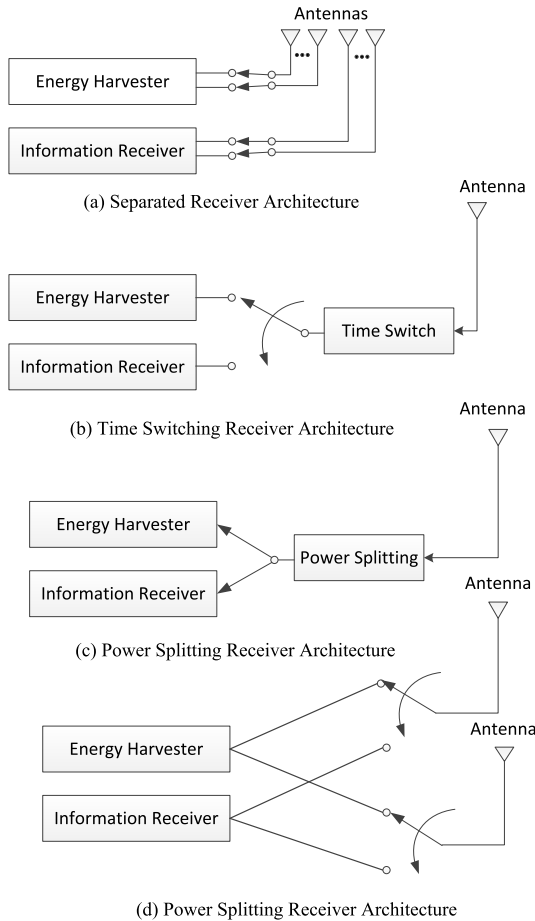 Antennas
Energy Harvester
Information Receiver
(a) Separated Receiver Architecture
Antenna
Energy Harvester
Time Switch
Information Receiver
(b) Time Switching Receiver Architecture
Antenna
Energy Harvester
Power Splitting
Information Receiver
Antenna
(c) Power Splitting Receiver Architecture
Antenna
Energy Harvester
Information Receiver
(d) Power Splitting Receiver Architecture